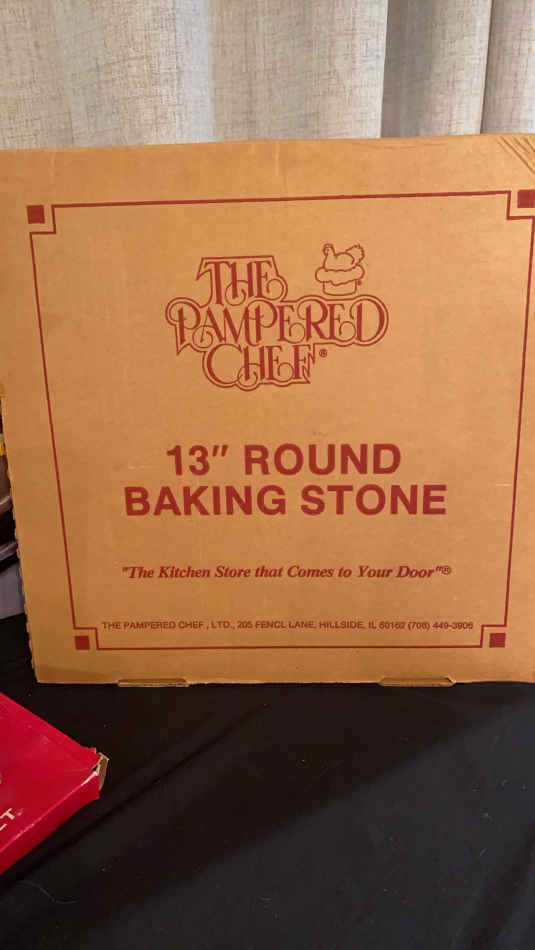 THE
PAMPERED
CHEF®
®
13" ROUND
BAKING STONE
"The Kitchen Store that Comes to Your Door"®
THE PAMPERED CHEF, LTD., 205 FENCL LANE, HILLSIDE, IL 60162 (708) 449-3906